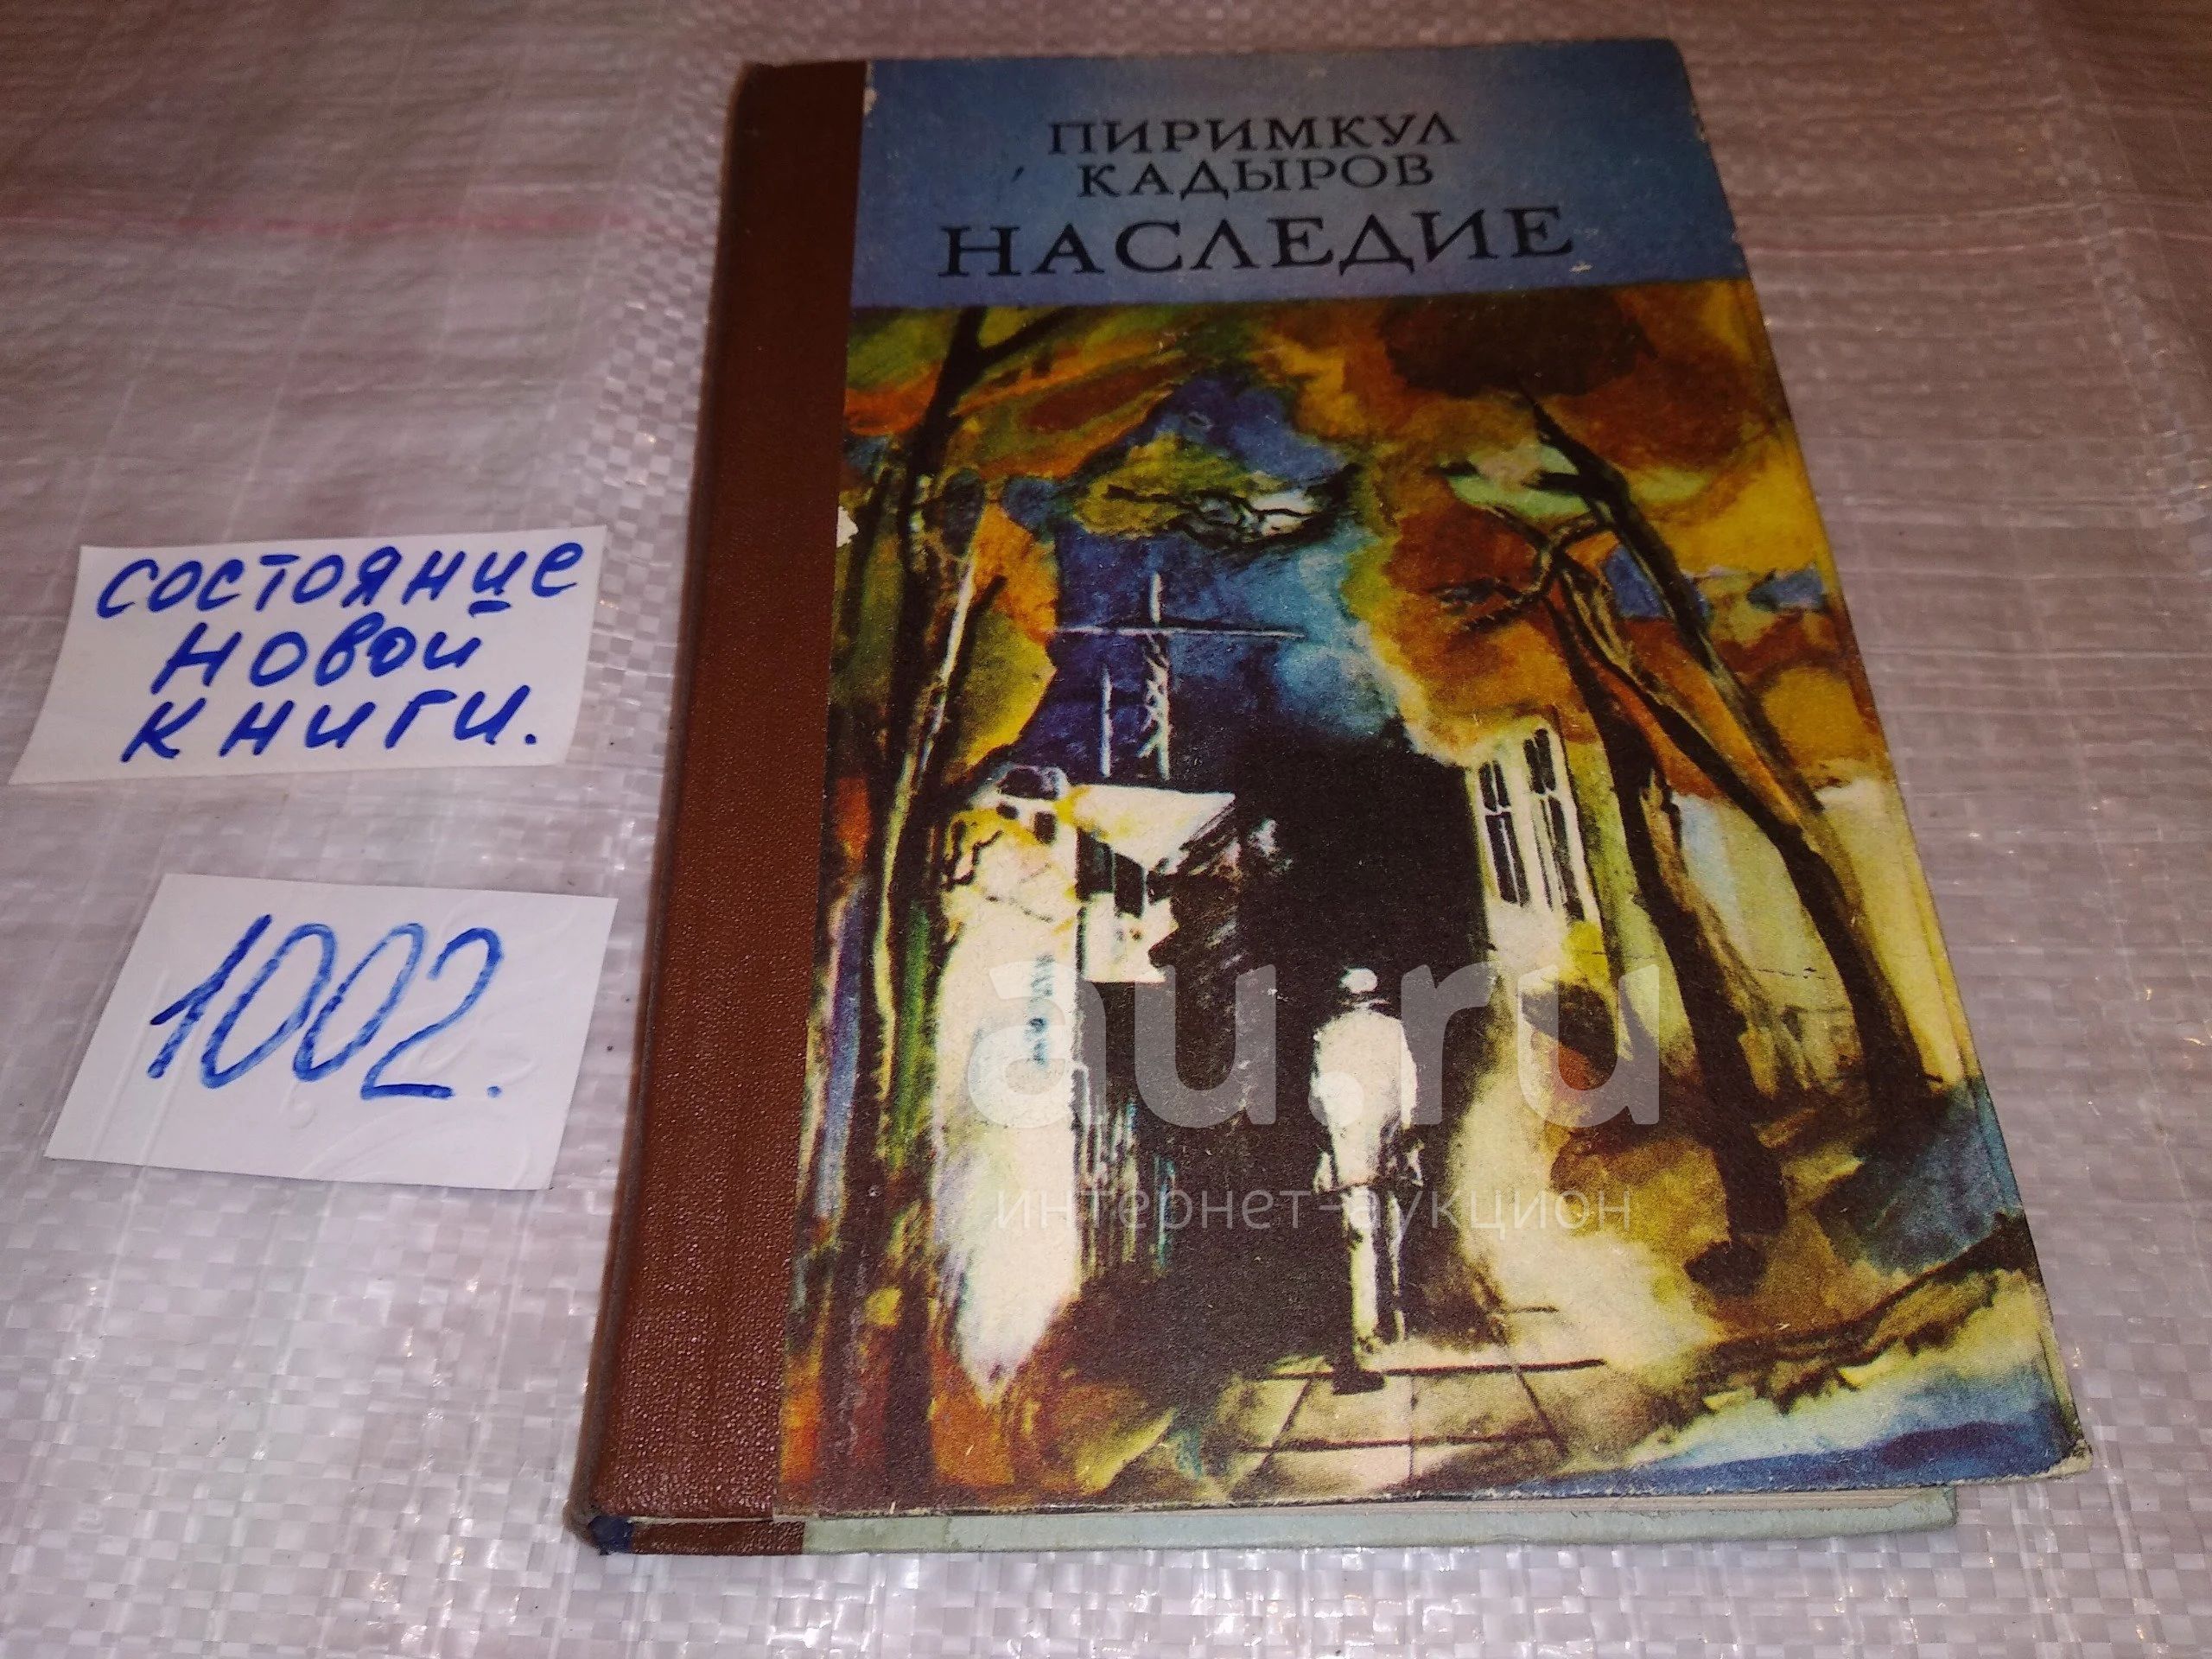 ПИРИМКУЛ
КАДЫРОВ
НАСЛЕДИЕ
состояние
новой
книги.
1002.
au.ru
интернет-аукцион